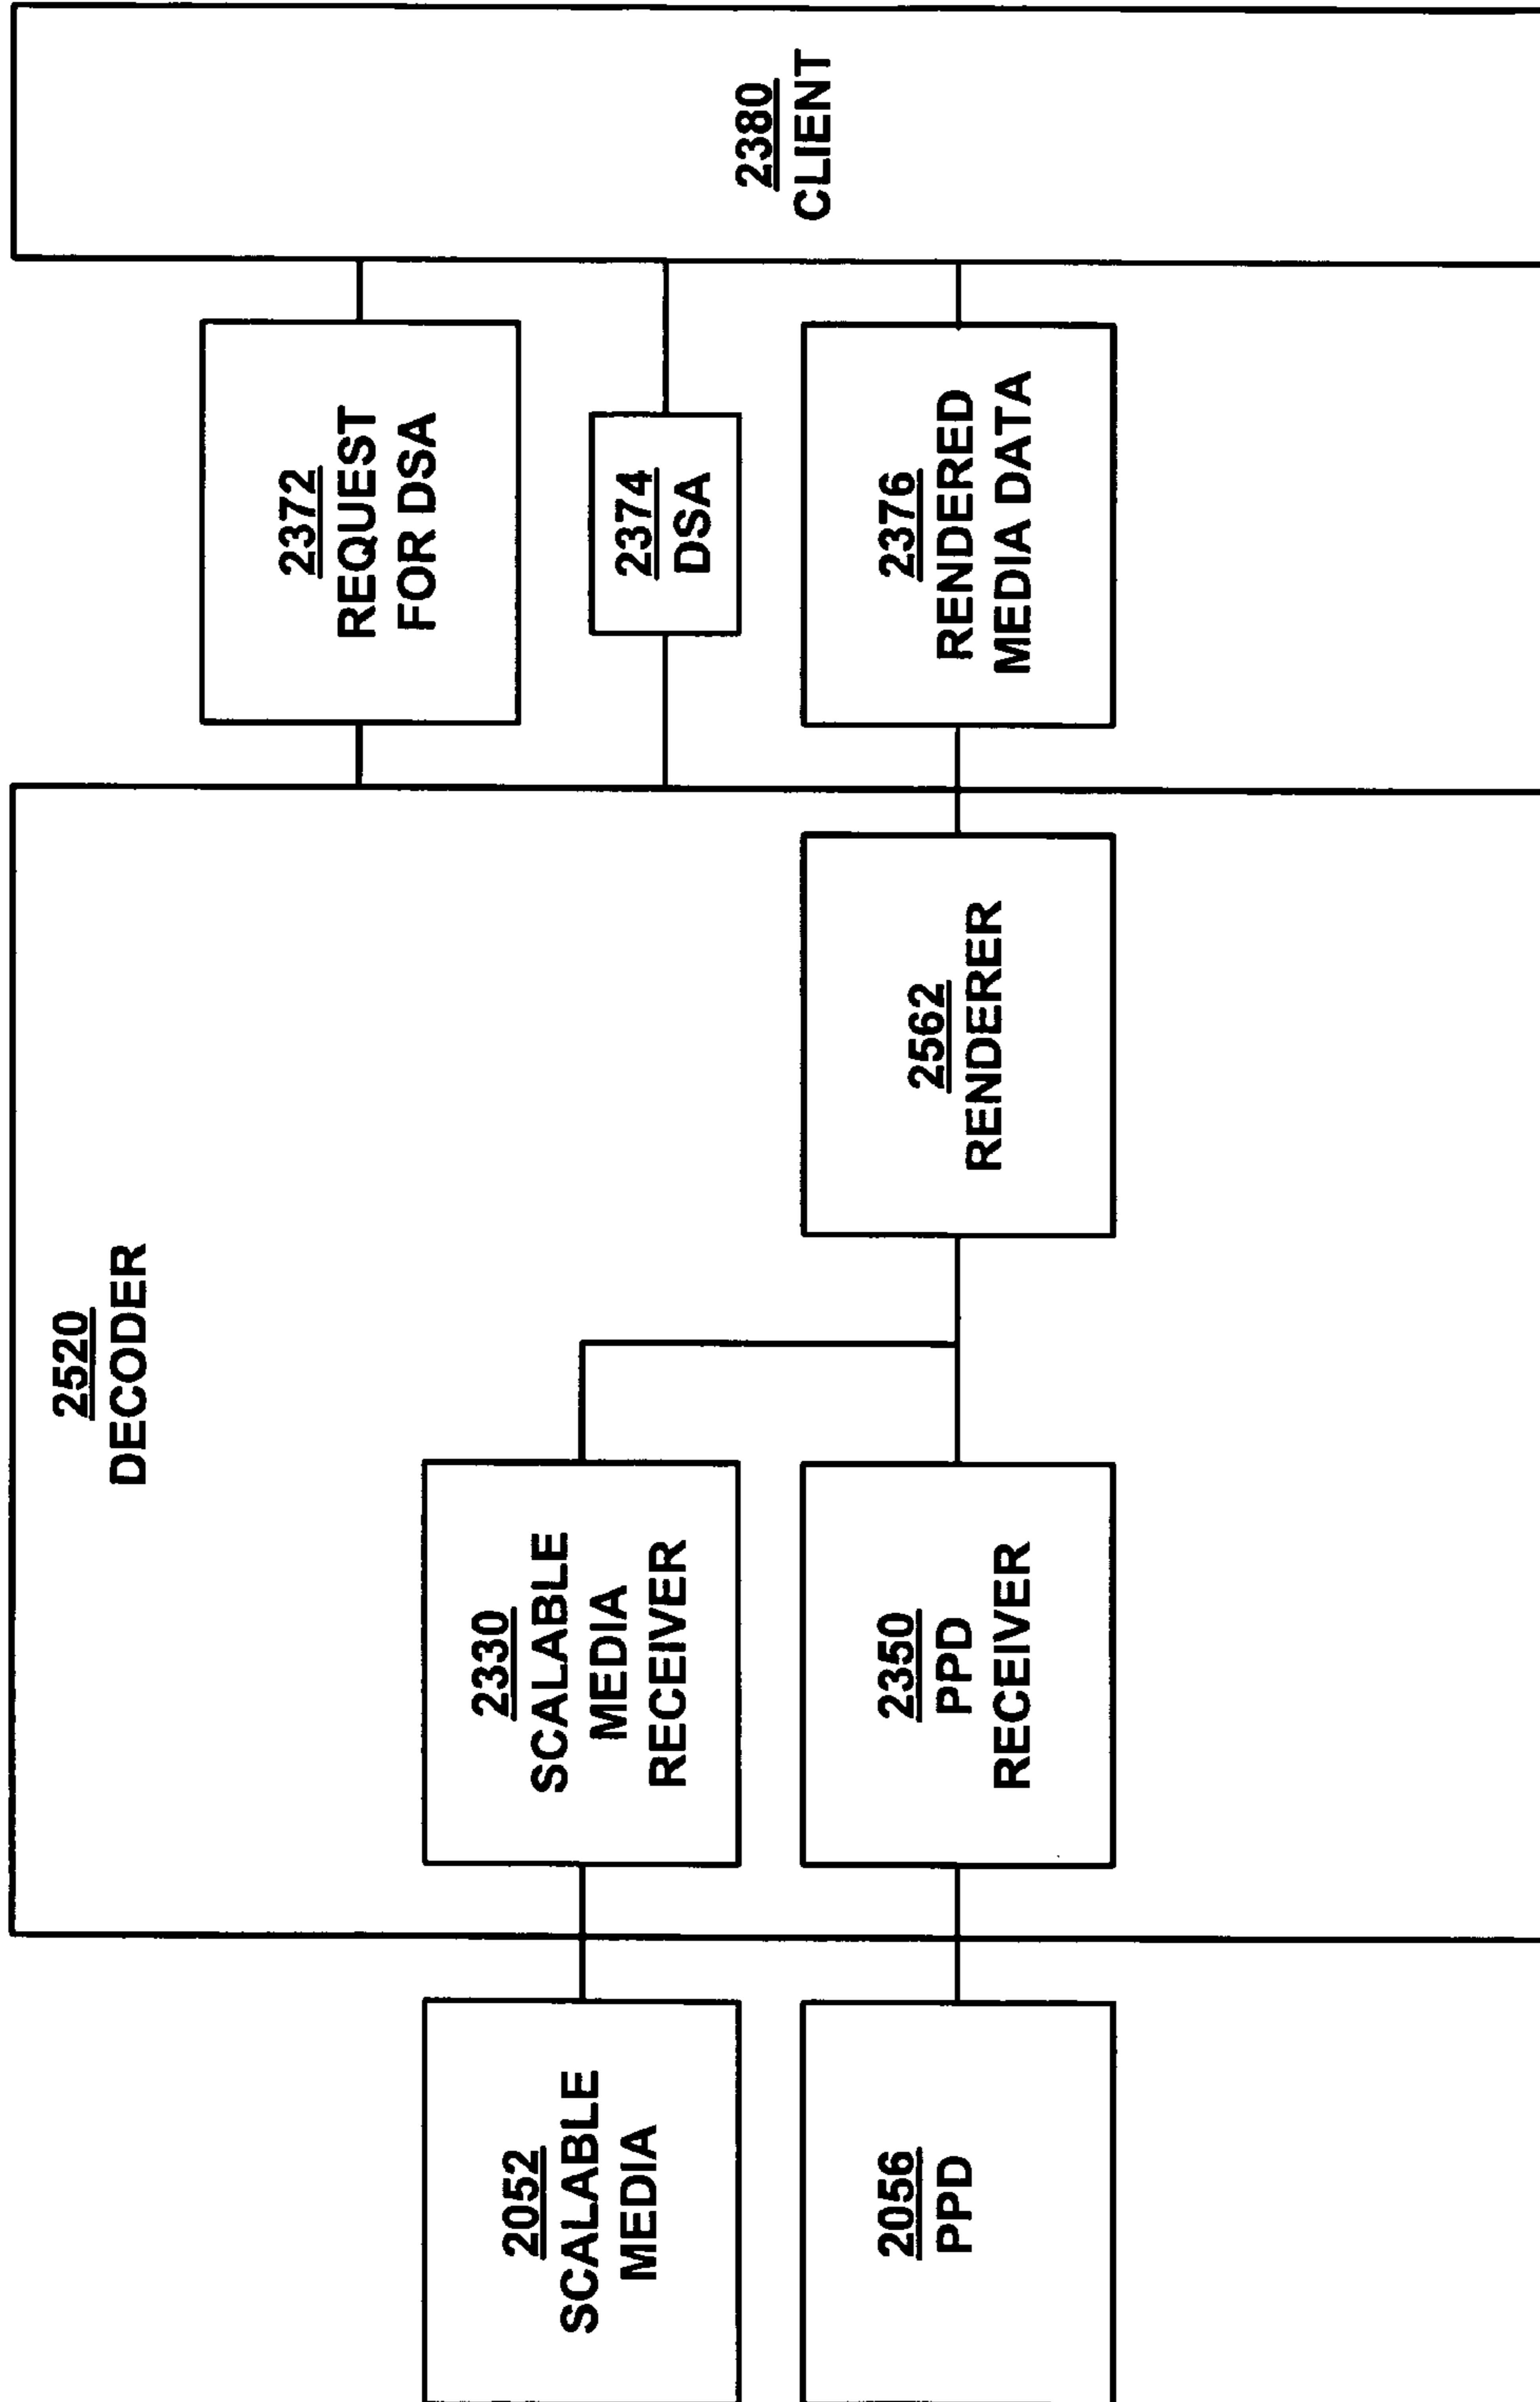 2520
DECODER
2372
REQUEST
FOR DSA
2052
SCALABLE
MEDIA
2330
SCALABLE
MEDIA
RECEIVER
2374
DSA
2380
CLIENT
2056
PPD
2350
PPD
RECEIVER
2562
RENDERER
2376
RENDERED
MEDIA DATA